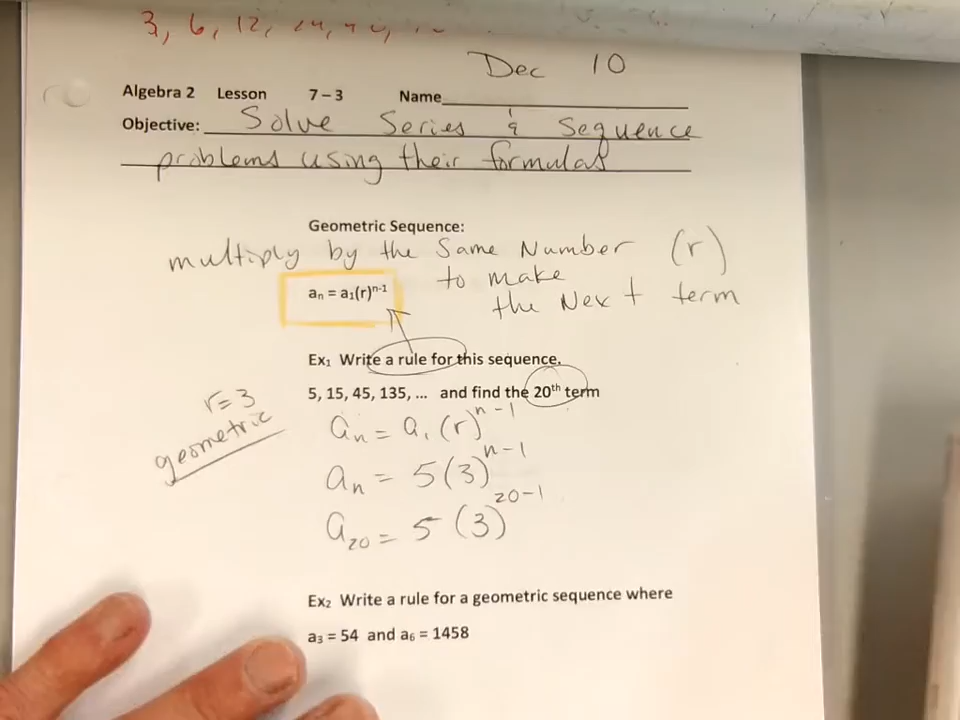 3, 6, 12, 24,
Dec 10
Algebra 2 Lesson 7 – 3 Name
Objective: Solve Series & Sequence
problems using their formulas
Geometric Sequence:
multiply by the Same Number (r)
to make
aₙ = a₁(r)ⁿ⁻¹
the Next term
Ex₁ Write a rule for this sequence.
5, 15, 45, 135, ... and find the 20ᵗʰ term
r = 3
geometric
aₙ = a₁ (r)ⁿ⁻¹
aₙ = 5(3)ⁿ⁻¹
a₂₀ = 5 (3)²⁰⁻¹
Ex₂ Write a rule for a geometric sequence where
a₃ = 54 and a₆ = 1458